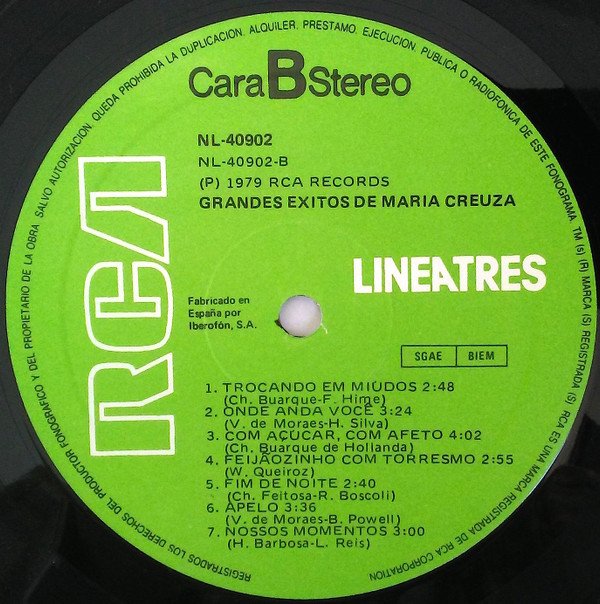 SALVO AUTORIZACION. QUEDA PROHIBIDA LA DUPLICACION. ALQUILER. PRESTAMO. EJECUCION. PUBLICA O RADIOFONICA DE ESTE FONOGRAMA. TM (s) (R) MARCA (S) REGISTRADA (S) RCA ES UNA MARCA REGISTRADA DE RCA CORPORATION
REGISTRADOS LOS DERECHOS DEL PRODUCTOR FONOGRAFICO Y DEL PROPIETARIO DE LA OBRA
Cara B Stereo
NL-40902
NL-40902-B
(P) 1979 RCA RECORDS
GRANDES EXITOS DE MARIA CREUZA
RCA
LINEATRES
Fabricado en
España por
Iberofón, S.A.
SGAE BIEM
1. TROCANDO EM MIÚDOS 2:48
(Ch. Buarque-F. Hime)
2. ONDE ANDA VOCÊ 3:24
(V. de Moraes-H. Silva)
3. COM AÇUCAR, COM AFETO 4:02
(Ch. Buarque de Hollanda)
4. FEIJÃOZINHO COM TORRESMO 2:55
(W. Queiroz)
5. FIM DE NOITE 2:40
(Ch. Feitosa-R. Boscoli)
6. APELO 3:36
(V. de Moraes-B. Powell)
7. NOSSOS MOMENTOS 3:00
(H. Barbosa-L. Reis)